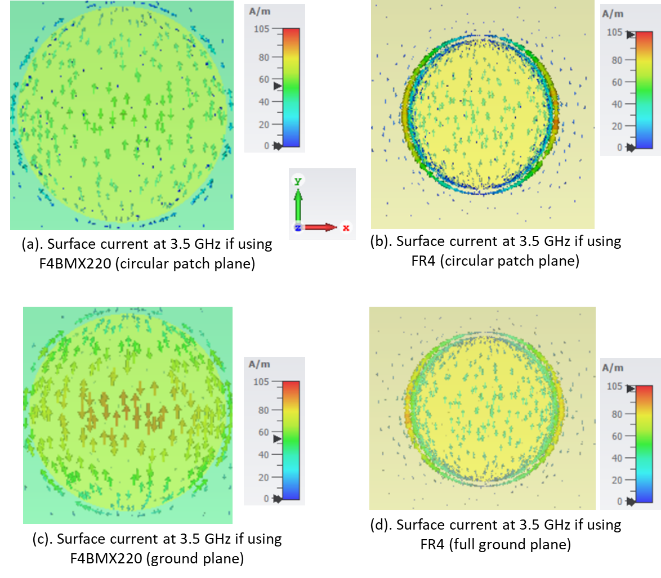 A/m
105
80
60
40
20
0
A/m
105
80
60
40
20
0
y
z
x
(a). Surface current at 3.5 GHz if using
F4BMX220 (circular patch plane)
(b). Surface current at 3.5 GHz if using
FR4 (circular patch plane)
A/m
105
80
60
40
20
0
A/m
105
80
60
40
20
0
(c). Surface current at 3.5 GHz if using
F4BMX220 (ground plane)
(d). Surface current at 3.5 GHz if using
FR4 (full ground plane)